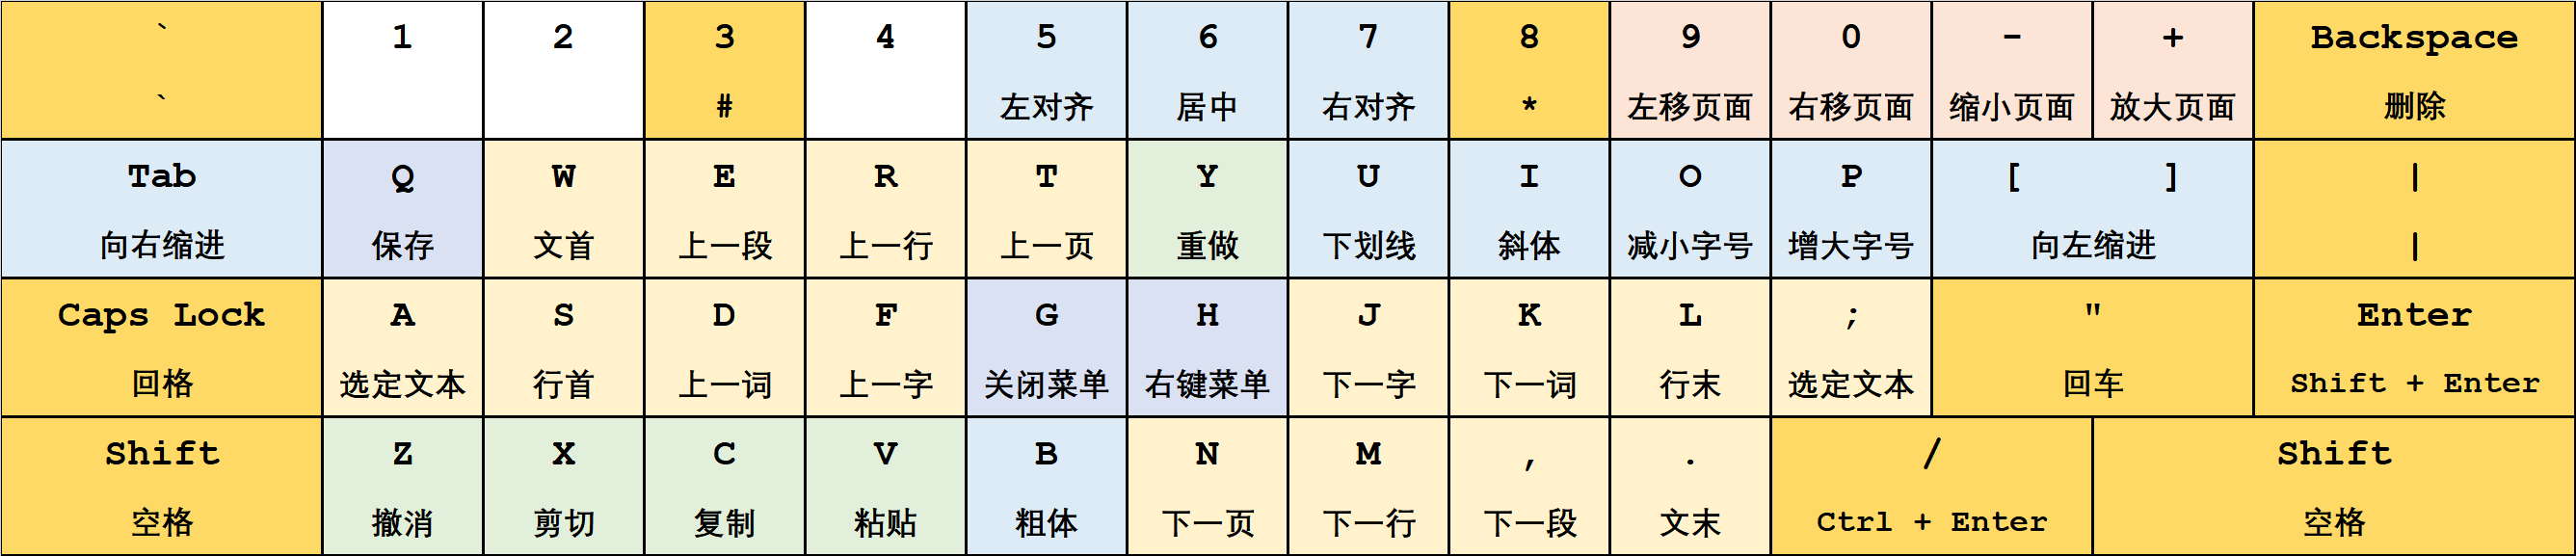 ` 1 2 3 4 5 6 7 8 9 0 - + Backspace
` # 左对齐 居中 右对齐 * 左移页面 右移页面 缩小页面 放大页面 删除
Tab Q W E R T Y U I O P [ ] |
向右缩进 保存 文首 上一段 上一行 上一页 重做 下划线 斜体 减小字号 增大字号 向左缩进 |
Caps Lock A S D F G H J K L ; " Enter
回格 选定文本 行首 上一词 上一字 关闭菜单 右键菜单 下一字 下一词 行末 选定文本 回车 Shift + Enter
Shift Z X C V B N M , . / Shift
空格 撤消 剪切 复制 粘贴 粗体 下一页 下一行 下一段 文末 Ctrl + Enter 空格